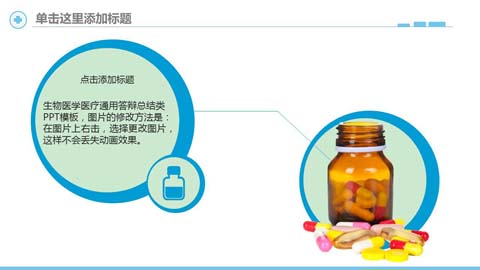 单击这里添加标题
点击添加标题
生物医学医疗通用答辩总结类
PPT模板，图片的修改方法是：
在图片上右击，选择更改图片，
这样不会丢失动画效果。